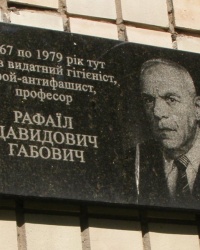 67 по 1979 рік тут
видатний гігієніст,
рой-антифашист,
професор
РАФАЇЛ
ДАВИДОВИЧ
ГАБОВИЧ